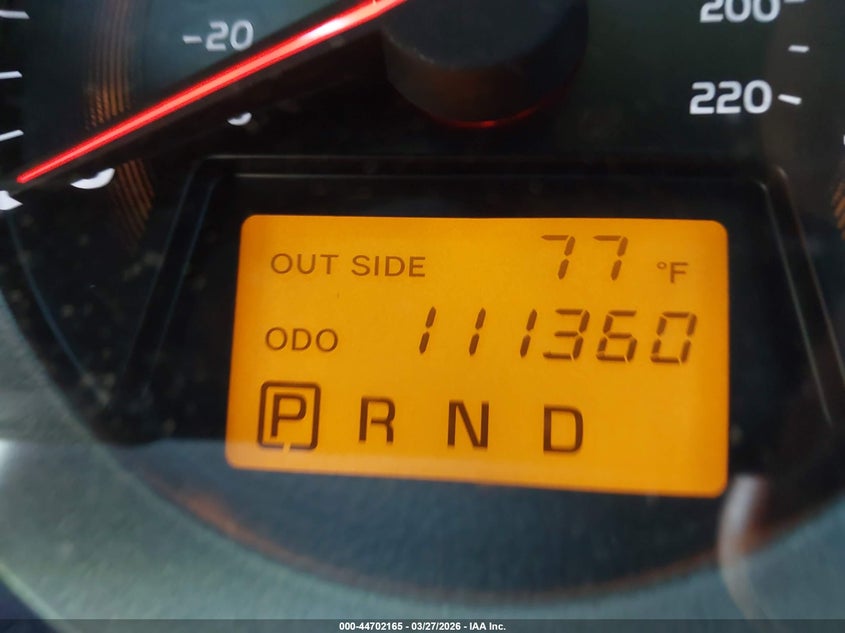 -20
200
220
OUT SIDE 77 °F
ODO 111360
P R N D
000-44702165 - 03/27/2026 - IAA Inc.